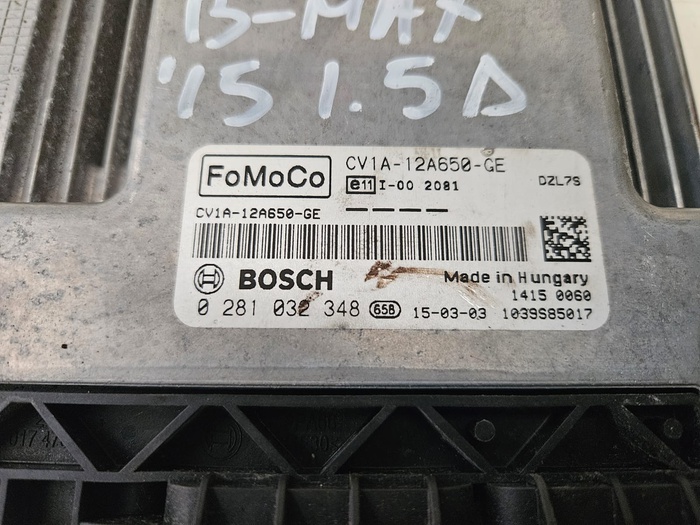 B-MAX
'15 1.5D
FoMoCo
CV1A-12A650-GE
e11 I-00 2081
DZL7S
CV1A-12A650-GE
BOSCH
Made in Hungary
1415 0060
0 281 032 348 658 15-03-03 1039S85017